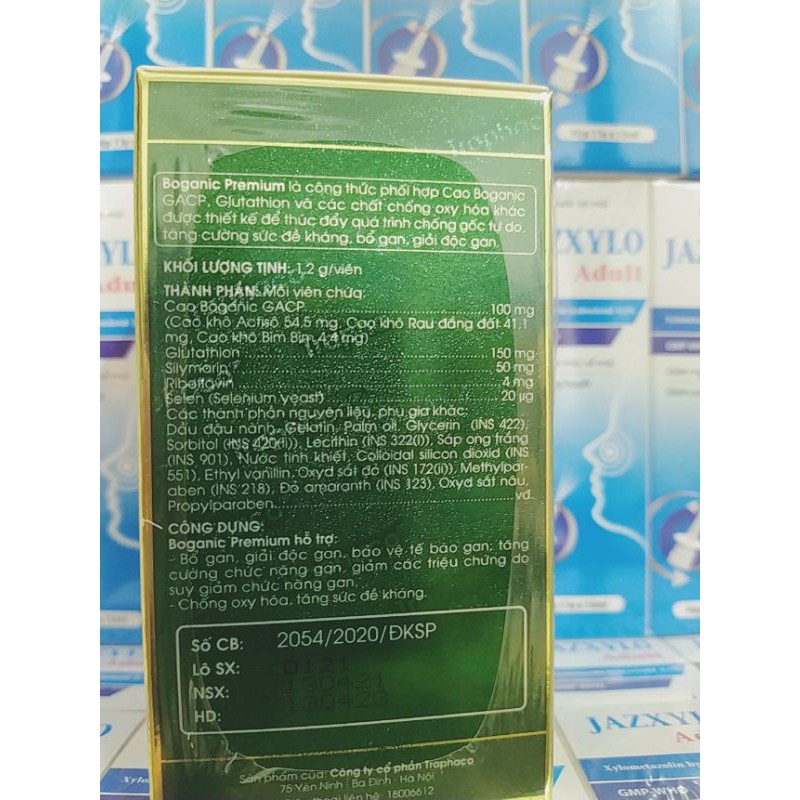 Boganic Premium là công thức phối hợp Cao Boganic
GACP, Glutathion và các chất chống oxy hóa khác
được thiết kế để thúc đẩy quá trình chống gốc tự do,
tăng cường sức đề kháng, bổ gan, giải độc gan.
KHỐI LƯỢNG TỊNH: 1,2 g/viên
THÀNH PHẦN: Mỗi viên chứa:
Cao Boganic GACP 100 mg
(Cao khô Actisô 54,5 mg, Cao khô Rau đắng đất 41,1
mg, Cao khô Bìm Bìm 4,4 mg)
Glutathion 150 mg
Silymarin 50 mg
Riboflavin 4 mg
Selen (Selenium yeast) 20 µg
Các thành phần nguyên liệu, phụ gia khác:
Dầu đậu nành, Gelatin, Palm oil, Glycerin (INS 422),
Sorbitol (INS 420(i)), Lecithin (INS 322(i)), Sáp ong trắng
(INS 901), Nước tinh khiết, Colloidal silicon dioxid (INS
551), Ethyl vanillin, Oxyd sắt đỏ (INS 172(ii)), Methylpar-
aben (INS 218), Đỏ amaranth (INS 123), Oxyd sắt nâu,
Propylparaben vđ
CÔNG DỤNG:
Boganic Premium hỗ trợ:
- Bổ gan, giải độc gan, bảo vệ tế bào gan; tăng
cường chức năng gan, giảm các triệu chứng do
suy giảm chức năng gan.
- Chống oxy hóa, tăng sức đề kháng.
Số CB: 2054/2020/ĐKSP
Lô SX: 0121
NSX: 130421
HD: 130423
Sản phẩm của: Công ty cổ phần Traphaco
75 Yên Ninh - Ba Đình - Hà Nội
thoại liên hệ: 18006612
JAZXYLO
Adult
JAZXYLO
Xylometazolin
GMP-WHO